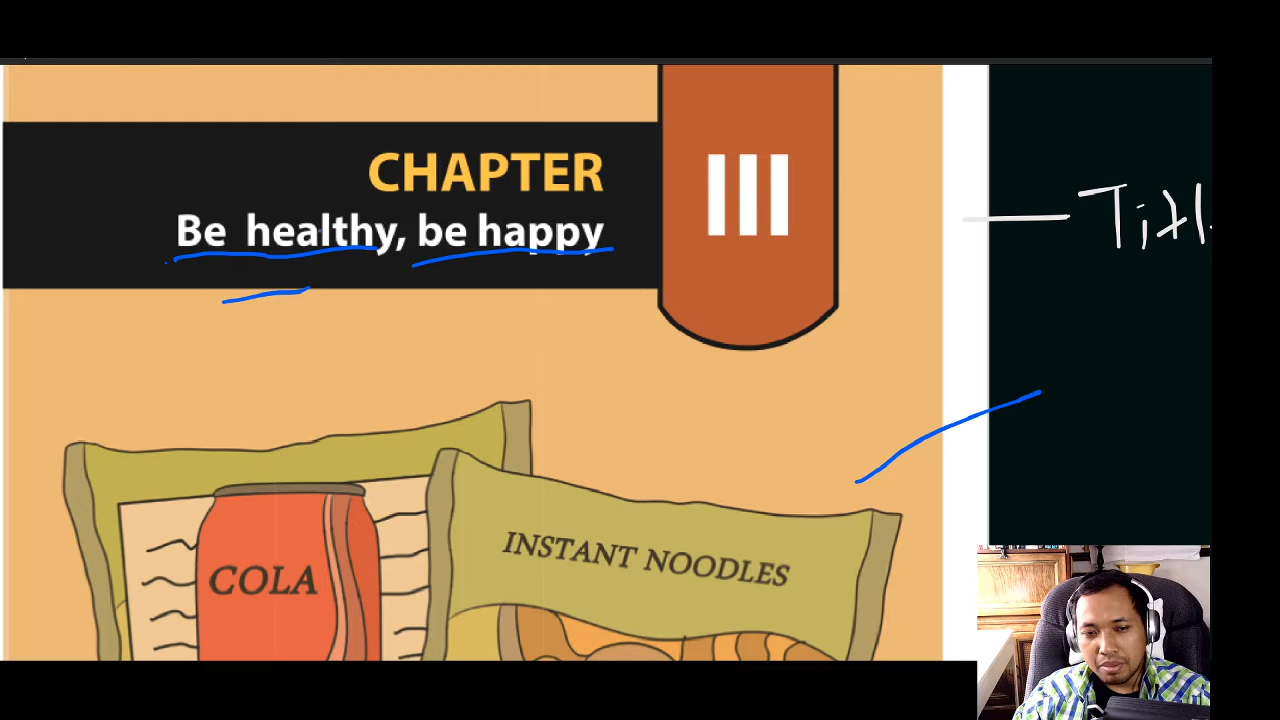 CHAPTER
Be healthy, be happy
III
COLA
INSTANT NOODLES